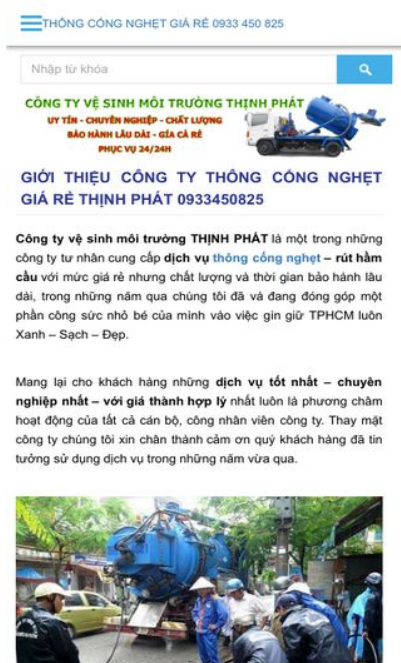 THÔNG CỐNG NGHẸT GIÁ RẺ 0933 450 825
Nhập từ khóa
CÔNG TY VỆ SINH MÔI TRƯỜNG THỊNH PHÁT
UY TÍN - CHUYÊN NGHIỆP - CHẤT LƯỢNG
BẢO HÀNH LÂU DÀI - GÍA CẢ RẺ
PHỤC VỤ 24/24H
GIỚI THIỆU CÔNG TY THÔNG CỐNG NGHẸT
GIÁ RẺ THỊNH PHÁT 0933450825
Công ty vệ sinh môi trường THỊNH PHÁT là một trong những
công ty tư nhân cung cấp dịch vụ thông cống nghẹt – rút hầm
cầu với mức giá rẻ nhưng chất lượng và thời gian bảo hành lâu
dài, trong những năm qua chúng tôi đã và đang đóng góp một
phần công sức nhỏ bé của mình vào việc gìn giữ TPHCM luôn
Xanh – Sạch – Đẹp.
Mang lại cho khách hàng những dịch vụ tốt nhất – chuyên
nghiệp nhất – với giá thành hợp lý nhất luôn là phương châm
hoạt động của tất cả cán bộ, công nhân viên công ty. Thay mặt
công ty chúng tôi xin chân thành cảm ơn quý khách hàng đã tin
tưởng sử dụng dịch vụ trong những năm vừa qua.